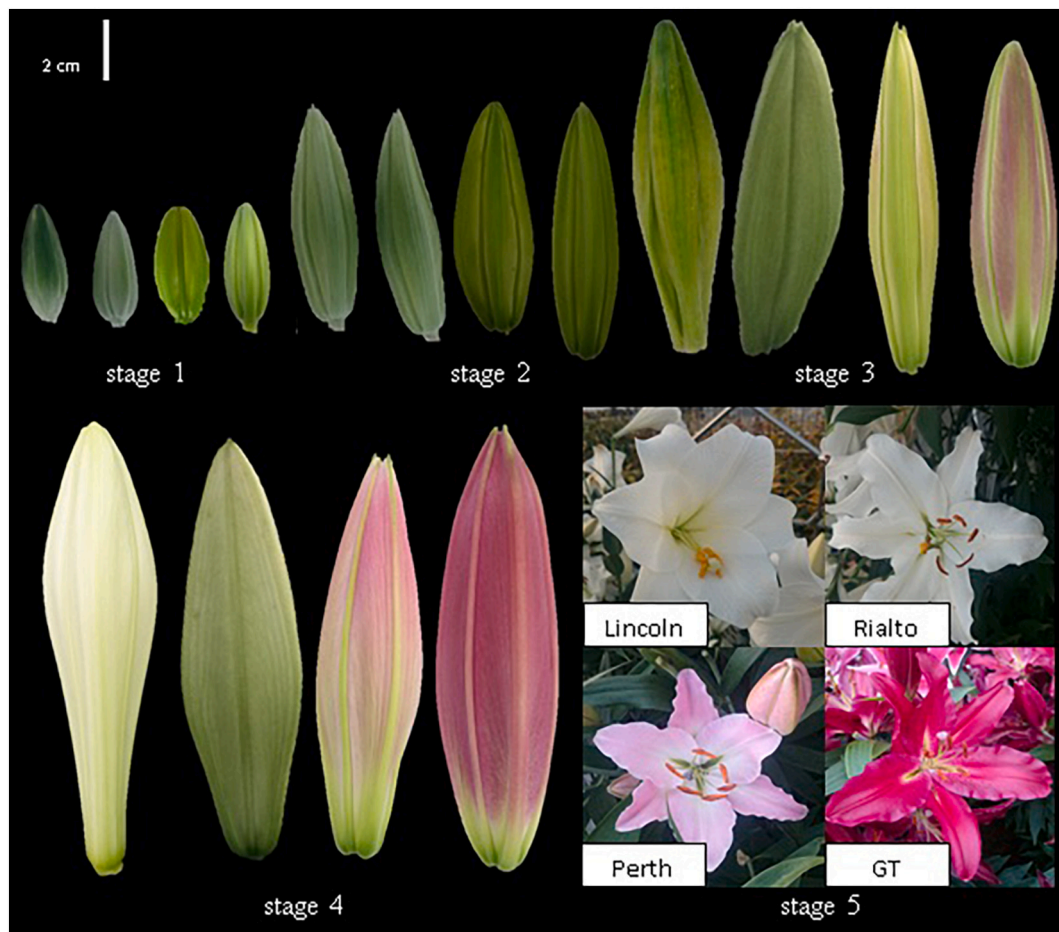 2 cm
stage 1
stage 2
stage 3
Lincoln
Rialto
Perth
GT
stage 4
stage 5